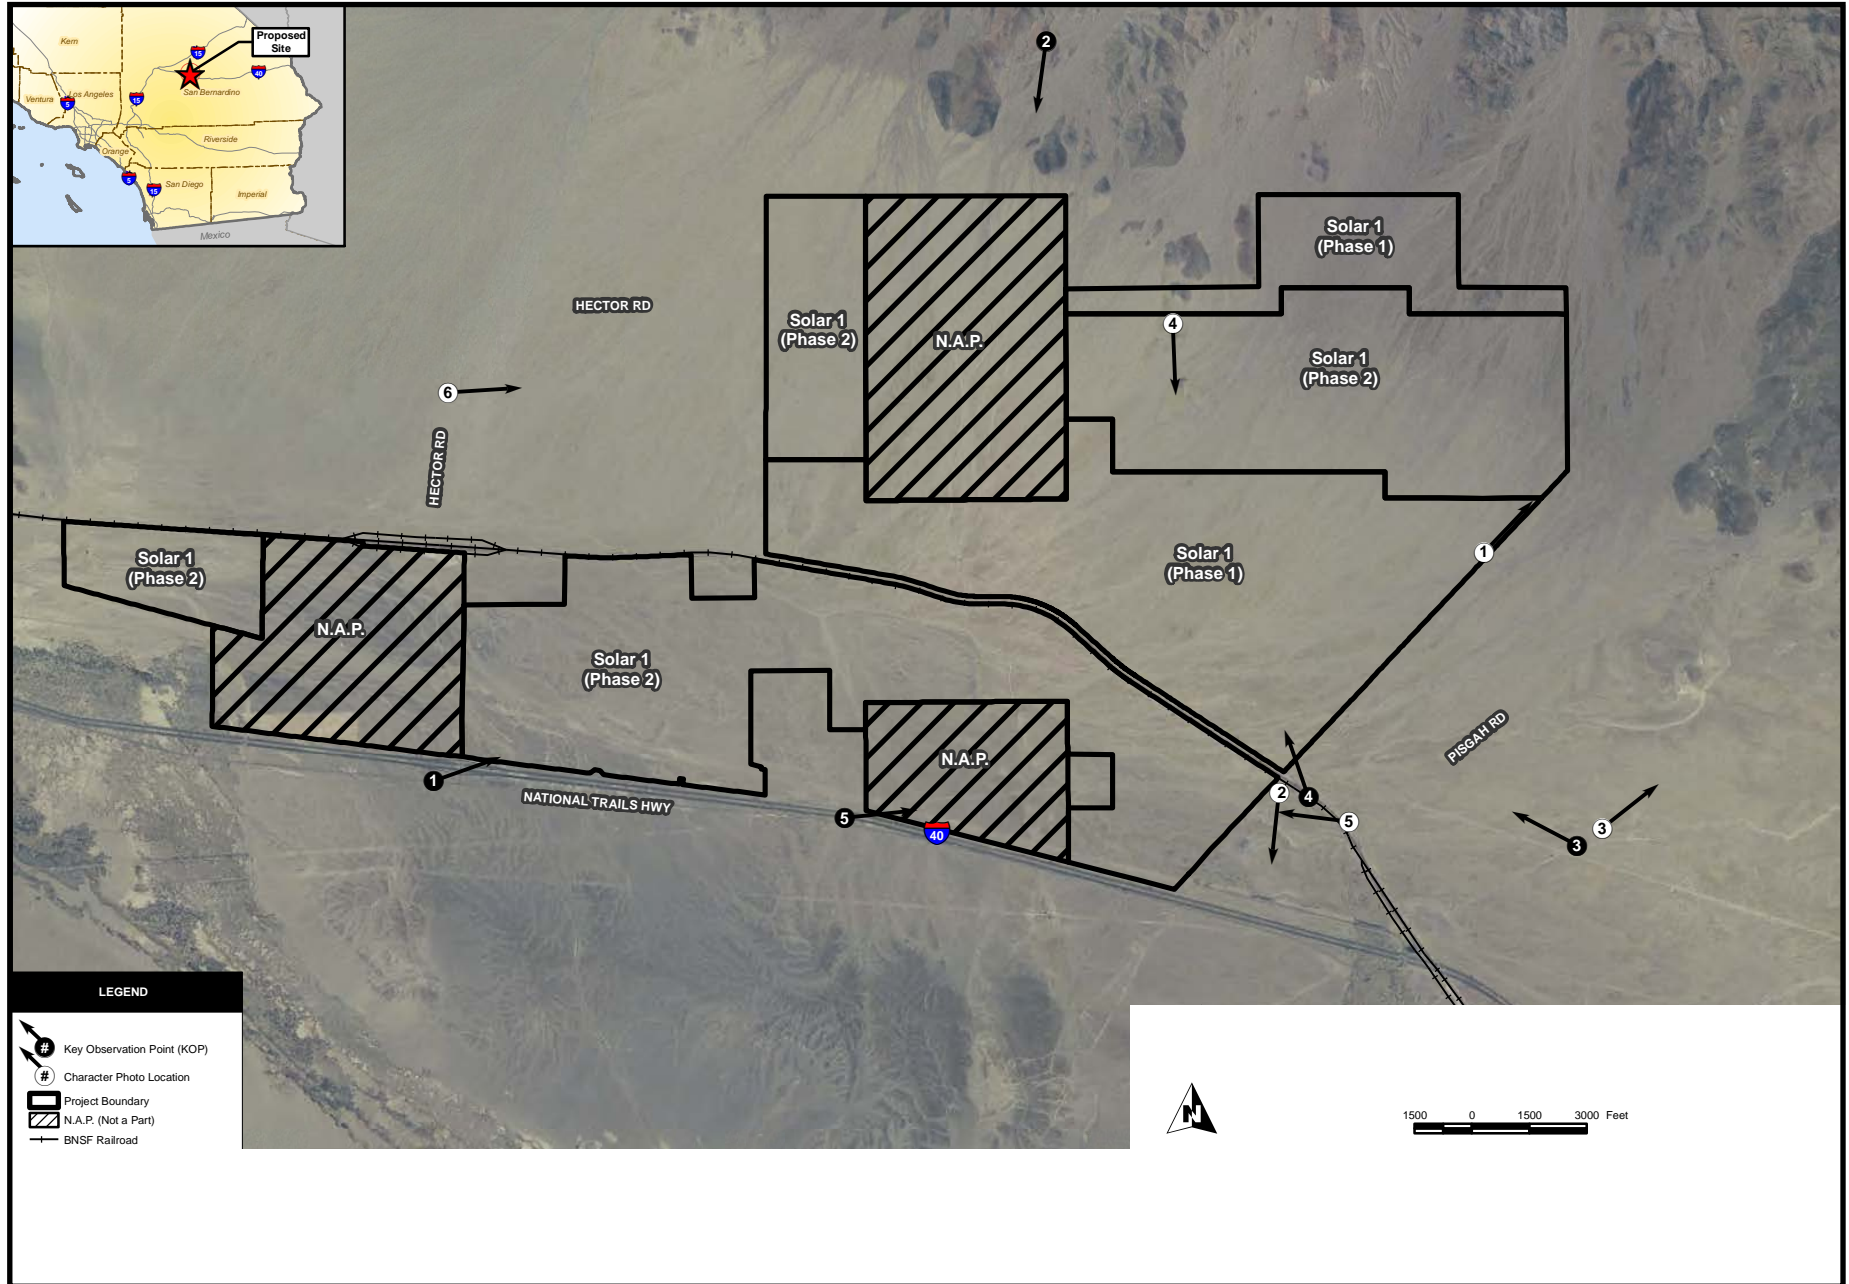 Kern
Proposed
Site
15
40
Ventura
Los Angeles
5
15
San Bernardino
Riverside
Orange
5
15
San Diego
Imperial
Mexico
2
Solar 1
(Phase 1)
HECTOR RD
Solar 1
(Phase 2)
N.A.P.
4
Solar 1
(Phase 2)
6
HECTOR RD
Solar 1
(Phase 2)
Solar 1
(Phase 1)
1
N.A.P.
Solar 1
(Phase 2)
PISGAH RD
N.A.P.
1
NATIONAL TRAILS HWY
5
40
2
4
5
3
3
LEGEND
# Key Observation Point (KOP)
# Character Photo Location
Project Boundary
N.A.P. (Not a Part)
BNSF Railroad
N
1500 0 1500 3000 Feet